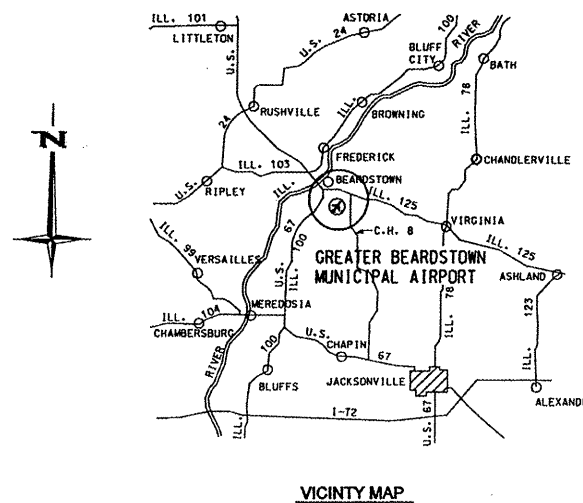 ILL. 101
LITTLETON
U.S.
U.S. 24
ASTORIA
100
RIVER
BLUFF CITY
BATH
ILL. 78
ILL.
BROWNING
RUSHVILLE
24
N
FREDERICK
ILL. 103
CHANDLERVILLE
U.S.
RIPLEY
ILL.
BEARDSTOWN
ILL. 125
VIRGINIA
67
C.H. 8
100
ILL. 99
VERSAILLES
GREATER BEARDSTOWN
MUNICIPAL AIRPORT
ILL. 125
ASHLAND
U.S.
ILL.
78
ILL.
123
ILL. 104
MEREDOSIA
CHAMBERSBURG
U.S.
CHAPIN
67
100
RIVER
BLUFFS
JACKSONVILLE
ILL.
ALEXAND
I-72
ILL.
U.S. 67
VICINTY MAP